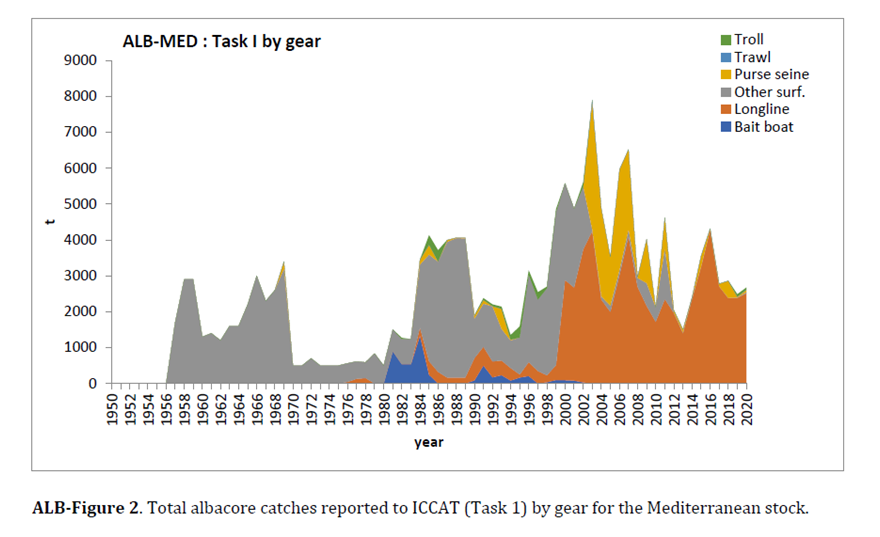 ALB-MED : Task I by gear
Troll
Trawl
Purse seine
Other surf.
Longline
Bait boat
9000
8000
7000
6000
5000
4000
3000
2000
1000
0
t
1950 1952 1954 1956 1958 1960 1962 1964 1966 1968 1970 1972 1974 1976 1978 1980 1982 1984 1986 1988 1990 1992 1994 1996 1998 2000 2002 2004 2006 2008 2010 2012 2014 2016 2018 2020
year
ALB-Figure 2. Total albacore catches reported to ICCAT (Task 1) by gear for the Mediterranean stock.